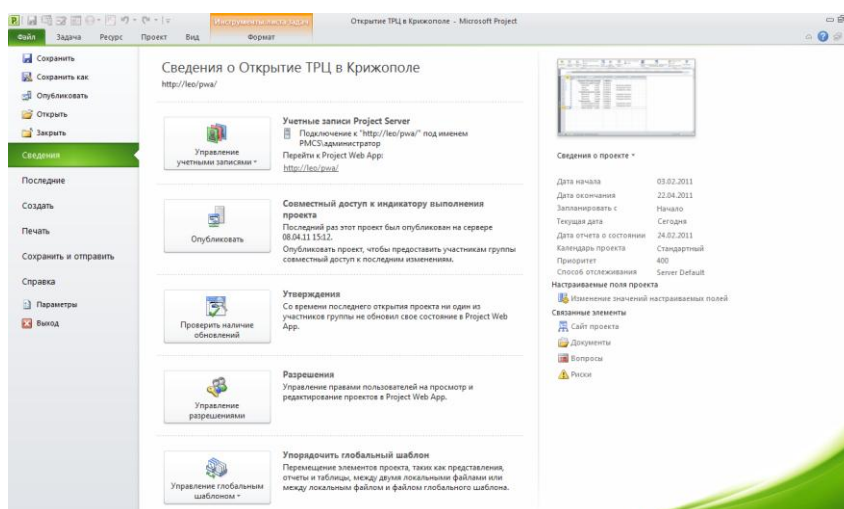 Инструменты листа задач
Открытие ТРЦ в Крижополе - Microsoft Project
Файл Задача Ресурс Проект Вид Формат
Сохранить
Сохранить как
Опубликовать
Открыть
Закрыть
Сведения
Последние
Создать
Печать
Сохранить и отправить
Справка
Параметры
Выход
Сведения о Открытие ТРЦ в Крижополе
http://leo/pwa/
Управление
учетными записями
Учетные записи Project Server
Подключение к "http://leo/pwa/" под именем
PMCS\администратор
Перейти к Project Web App:
http://leo/pwa/
Опубликовать
Совместный доступ к индикатору выполнения
проекта
Последний раз этот проект был опубликован на сервере
08.04.11 15:12.
Опубликовать проект, чтобы предоставить участникам группы
совместный доступ к последним изменениям.
Проверить наличие
обновлений
Утверждения
Со времени последнего открытия проекта ни один из
участников группы не обновил свое состояние в Project Web
App.
Управление
разрешениями
Разрешения
Управление правами пользователей на просмотр и
редактирование проектов в Project Web App.
Управление глобальным
шаблоном
Упорядочить глобальный шаблон
Перемещение элементов проекта, таких как представления,
отчеты и таблицы, между двумя локальными файлами или
между локальным файлом и файлом глобального шаблона.
Сведения о проекте
Дата начала 03.02.2011
Дата окончания 22.04.2011
Запланировать с Начало
Текущая дата Сегодня
Дата отчета о состоянии 24.02.2011
Календарь проекта Стандартный
Приоритет 400
Способ отслеживания Server Default
Настраиваемые поля проекта
Изменение значений настраиваемых полей
Связанные элементы
Сайт проекта
Документы
Вопросы
Риски